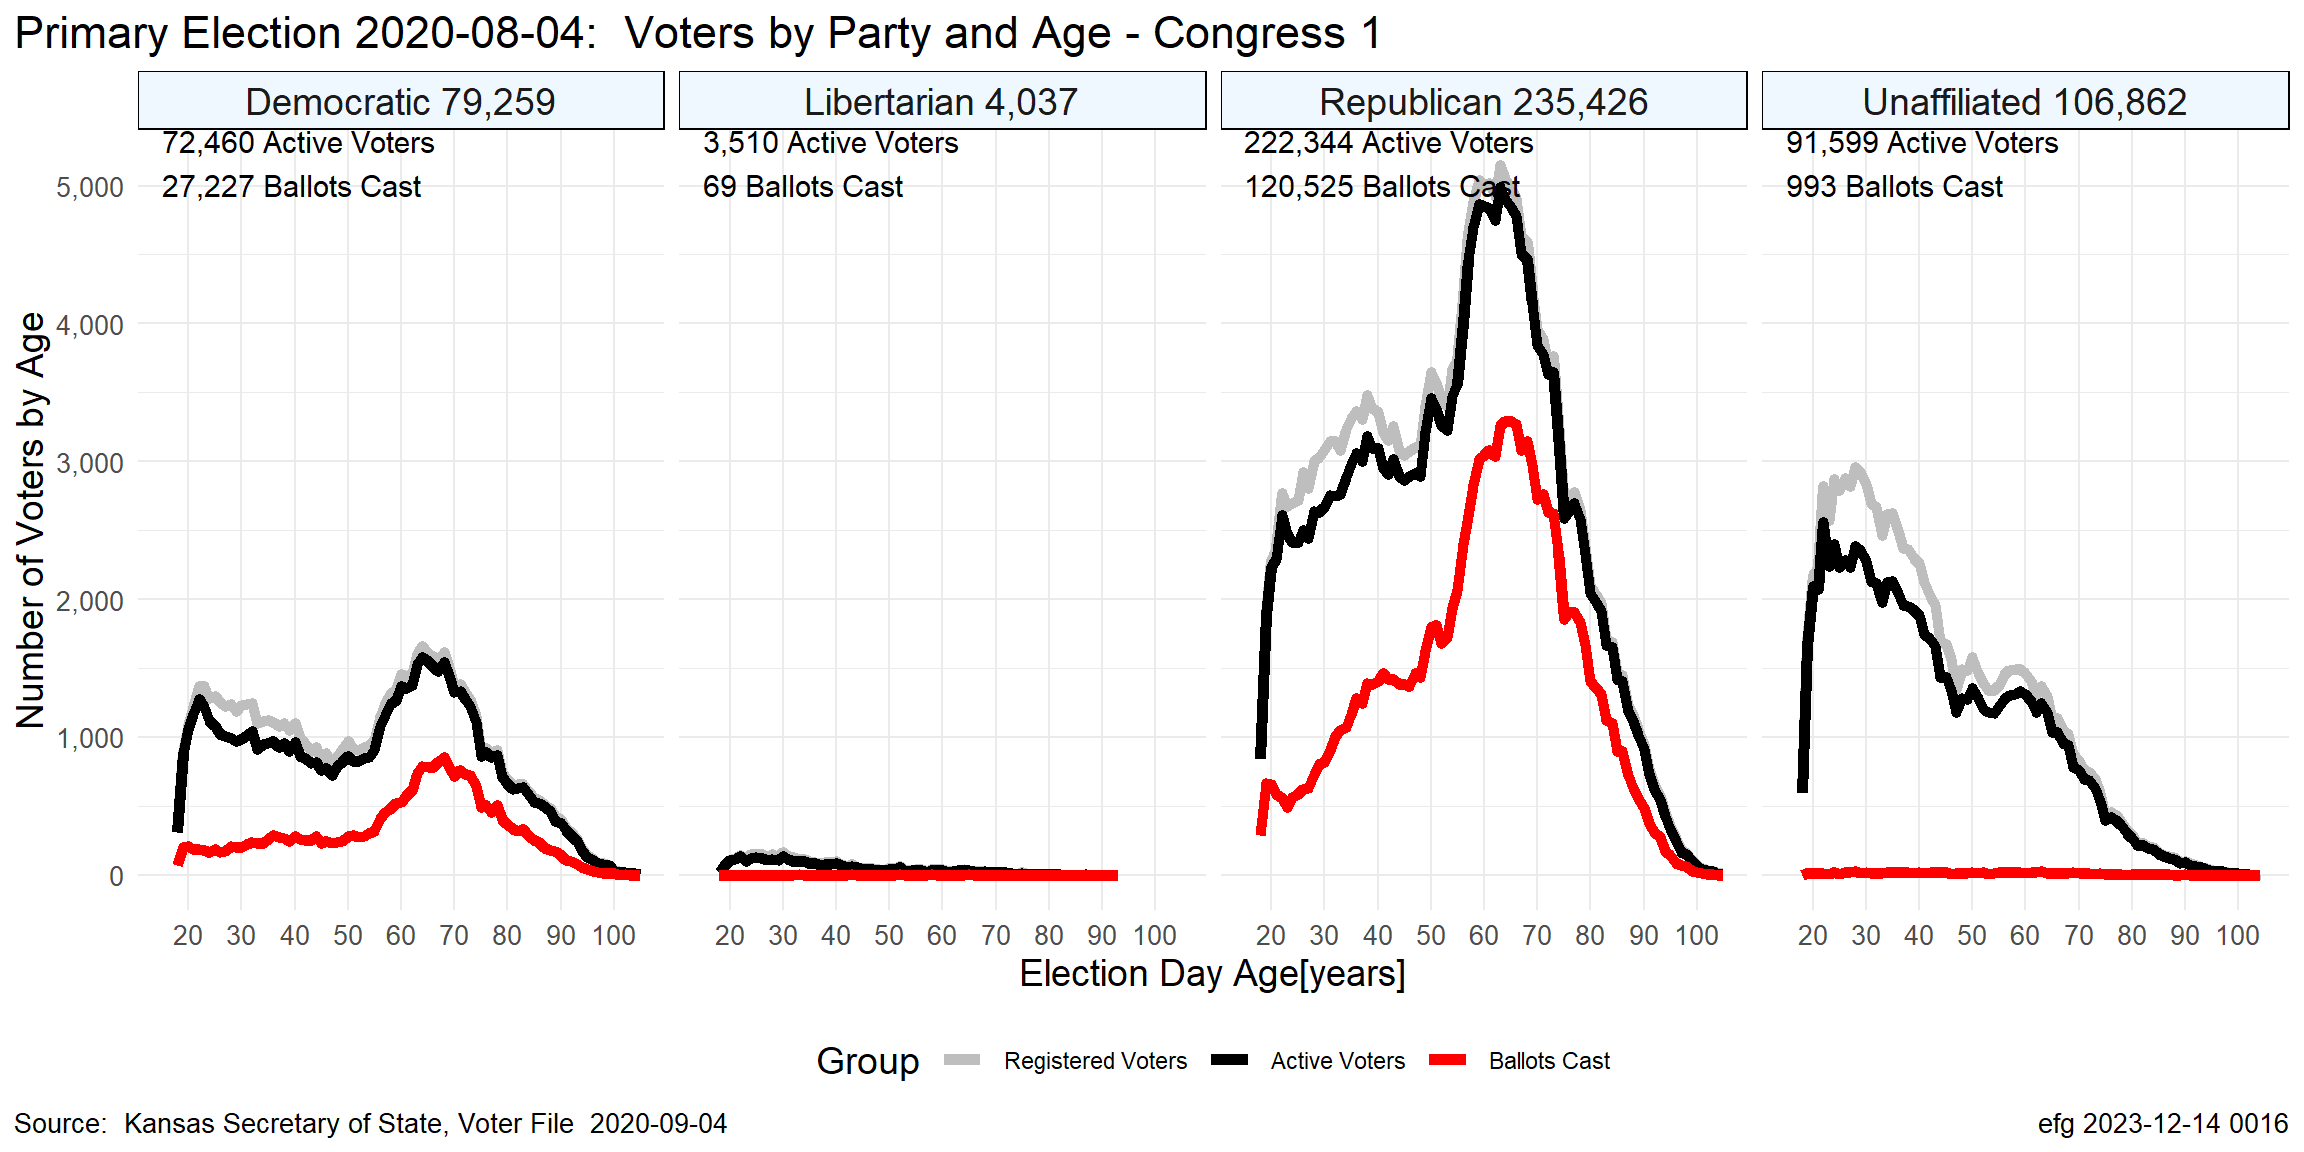 Primary Election 2020-08-04:  Voters by Party and Age - Congress 1
Democratic 79,259
Libertarian 4,037
Republican 235,426
Unaffiliated 106,862
72,460 Active Voters
27,227 Ballots Cast
3,510 Active Voters
69 Ballots Cast
222,344 Active Voters
120,525 Ballots Cast
91,599 Active Voters
993 Ballots Cast
Number of Voters by Age
5,000
4,000
3,000
2,000
1,000
0
20 30 40 50 60 70 80 90 100
20 30 40 50 60 70 80 90 100
20 30 40 50 60 70 80 90 100
20 30 40 50 60 70 80 90 100
Election Day Age[years]
Group Registered Voters Active Voters Ballots Cast
Source:  Kansas Secretary of State, Voter File  2020-09-04
efg 2023-12-14 0016